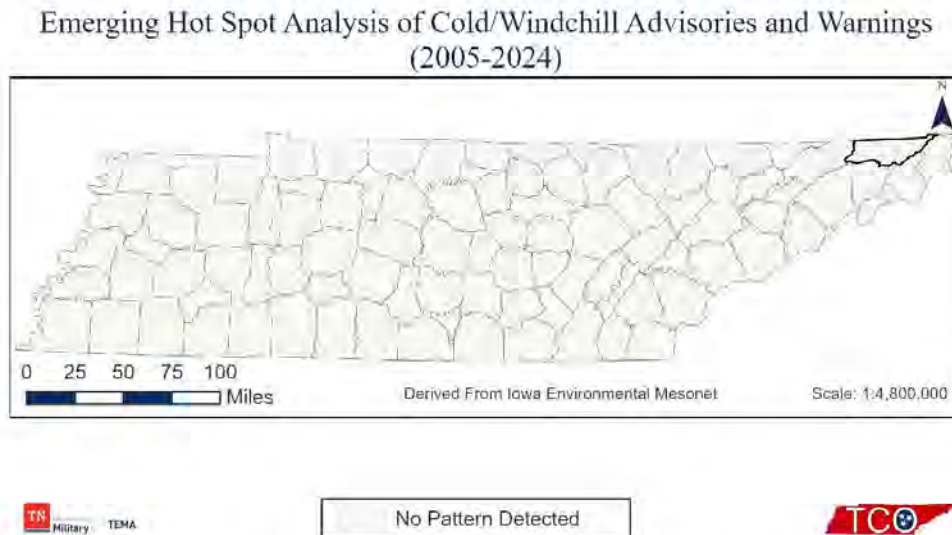 Emerging Hot Spot Analysis of Cold/Windchill Advisories and Warnings
(2005-2024)
N
0 25 50 75 100
Miles
Derived From Iowa Environmental Mesonet
Scale: 1:4,800,000
TN
Military
TEMA
No Pattern Detected
TCO